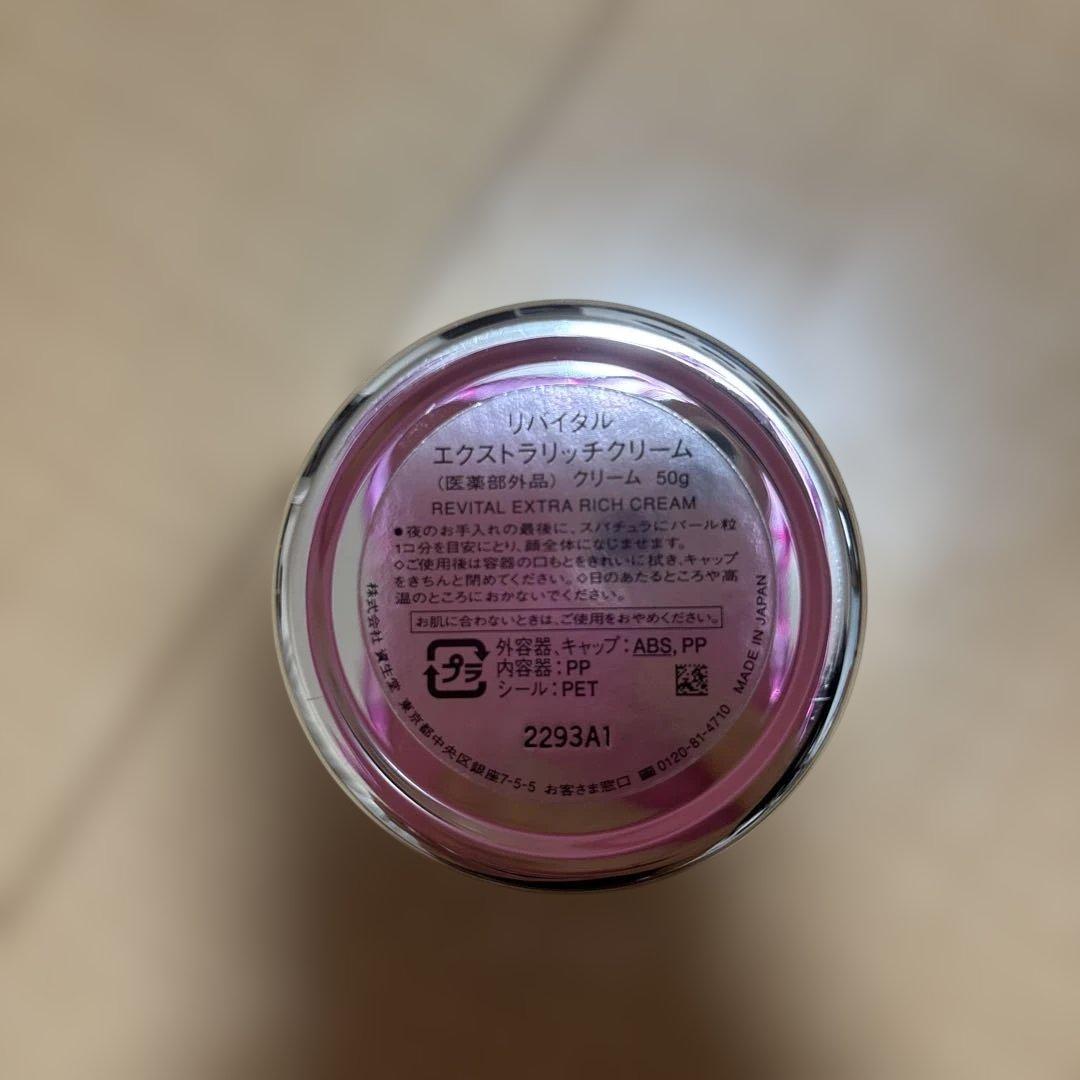 リバイタル
エクストラリッチクリーム
（医薬部外品） クリーム 50g
REVITAL EXTRA RICH CREAM
●夜のお手入れの最後に、スパチュラにパール粒
1コ分を目安にとり、顔全体になじませます。
◇ご使用後は容器の口もとをきれいに拭き、キャップ
をきちんと閉めてください。◇日のあたるところや高
温のところにおかないでください。
お肌に合わないときは、ご使用をおやめください。
プラ
外容器、キャップ：ABS, PP
内容器：PP
シール：PET
2293A1
株式会社 資生堂 東京都中央区銀座7-5-5 お客さま窓口 0120-81-4710 MADE IN JAPAN